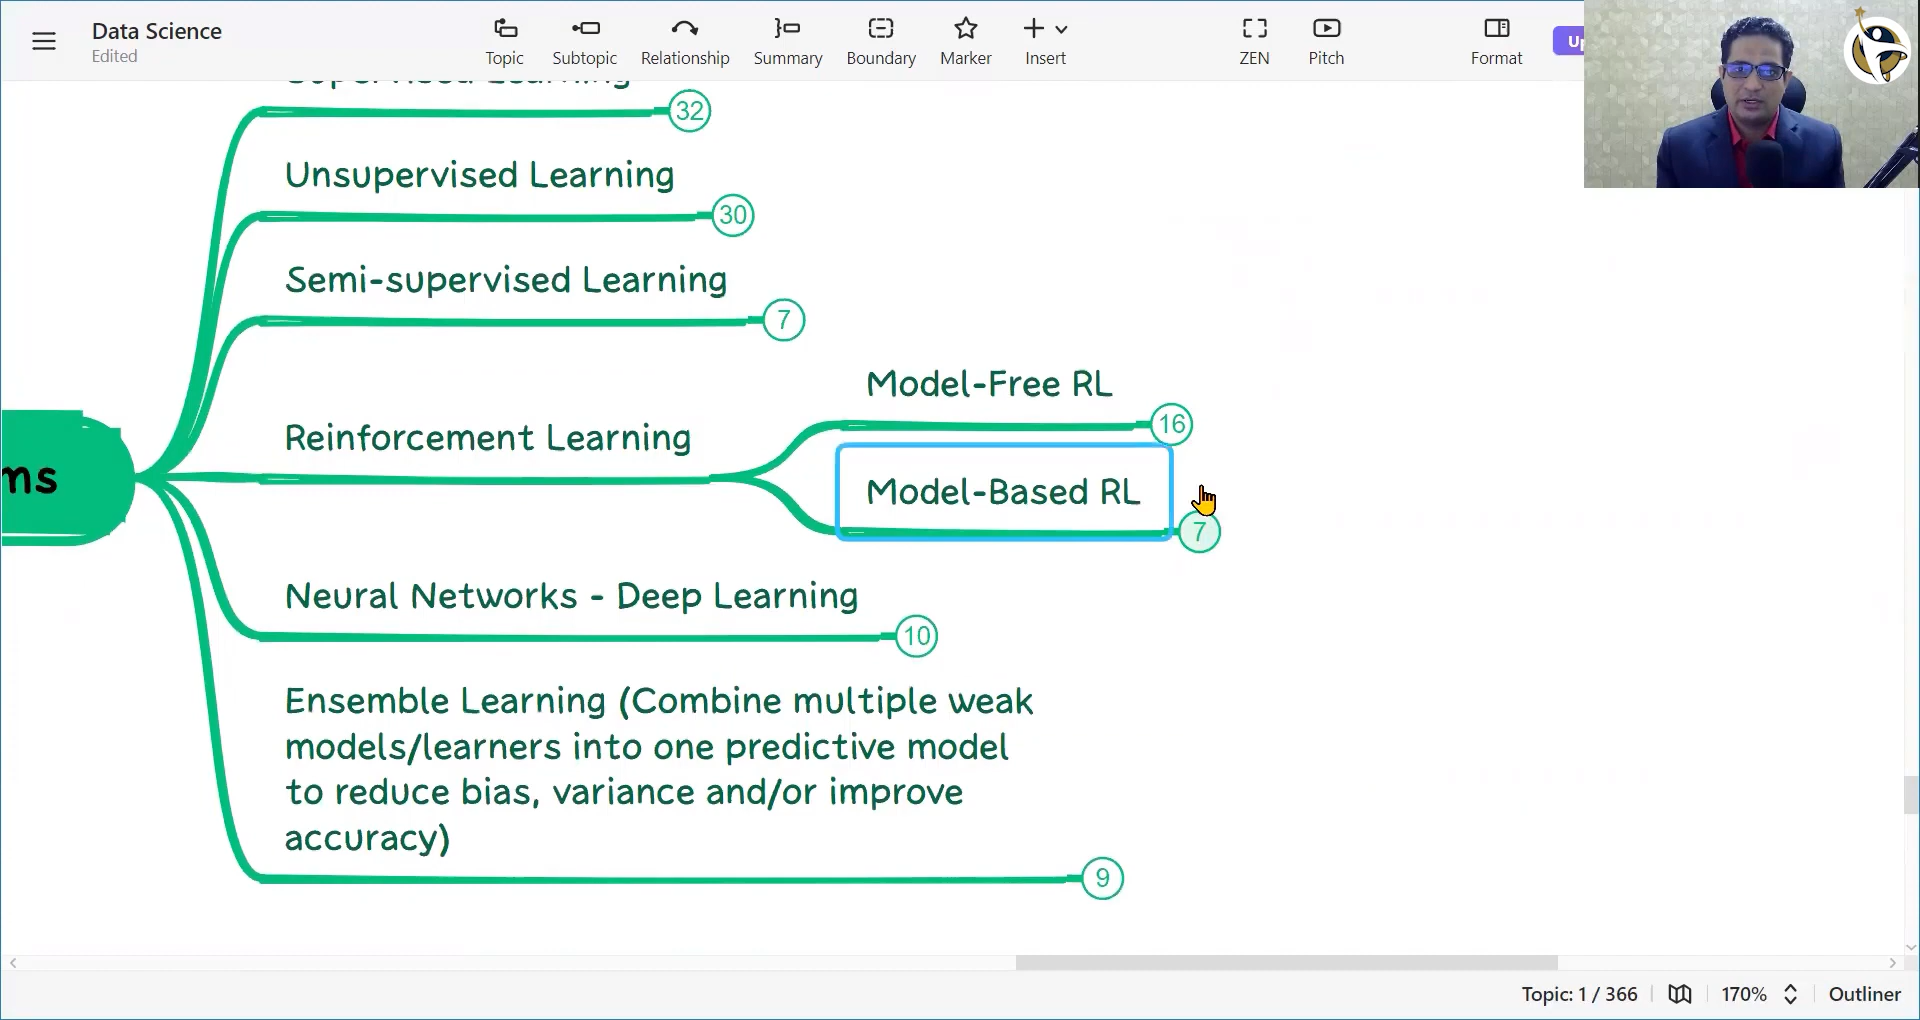 Data Science
Edited
Topic
Subtopic
Relationship
Summary
Boundary
Marker
Insert
ZEN
Pitch
Format
Supervised Learning
32
Unsupervised Learning
30
Semi-supervised Learning
7
Model-Free RL
16
Reinforcement Learning
Model-Based RL
7
Neural Networks - Deep Learning
10
Ensemble Learning (Combine multiple weak
models/learners into one predictive model
to reduce bias, variance and/or improve
accuracy)
9
ms
Topic: 1 / 366
170%
Outliner